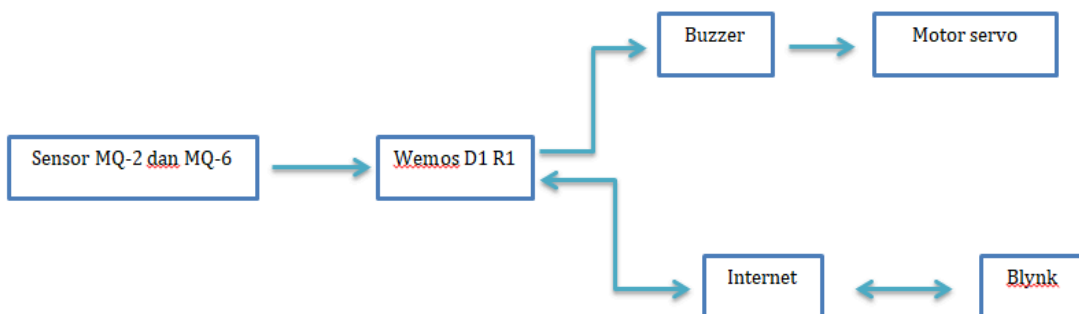 Buzzer
Motor servo
Sensor MQ-2 dan MQ-6
Wemos D1 R1
Internet
Blynk